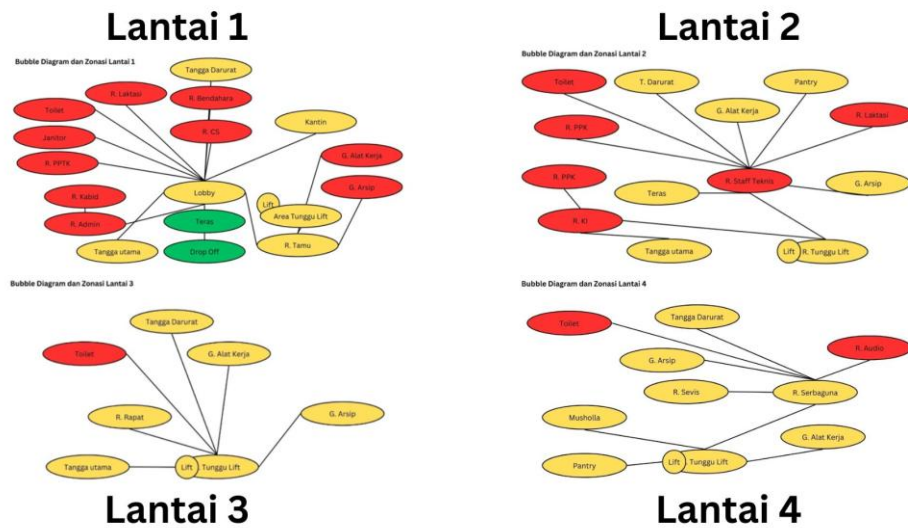 Lantai 1
Bubble Diagram dan Zonasi Lantai 1
Tangga Darurat
R. Laktasi
R. Bendahara
Toilet
Kantin
R. CS
Janitor
G. Alat Kerja
R. PPTK
G. Arsip
Lobby
R. Kabid
Lift
Area Tunggu Lift
Teras
R. Admin
R. Tamu
Tangga utama
Drop Off
Lantai 2
Bubble Diagram dan Zonasi Lantai 2
Toilet
T. Darurat
Pantry
G. Alat Kerja
R. Laktasi
R. PPK
R. PPK
R. Staff Teknis
G. Arsip
Teras
R. KI
Tangga utama
Lift
R. Tunggu Lift
Bubble Diagram dan Zonasi Lantai 3
Tangga Darurat
Toilet
G. Alat Kerja
R. Rapat
G. Arsip
Tangga utama
Lift
Tunggu Lift
Lantai 3
Bubble Diagram dan Zonasi Lantai 4
Tangga Darurat
Toilet
R. Audio
G. Arsip
R. Sevis
R. Serbaguna
Musholla
G. Alat Kerja
Pantry
Lift
Tunggu Lift
Lantai 4